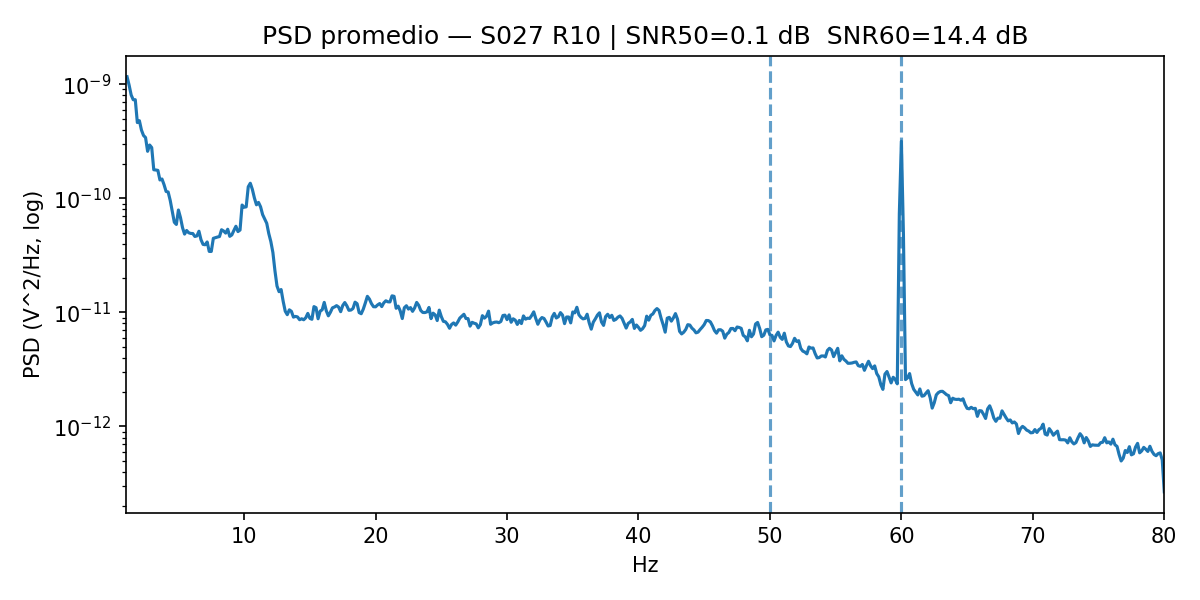 PSD promedio — S027 R10 | SNR50=0.1 dB  SNR60=14.4 dB
PSD (V^2/Hz, log)
10⁻⁹
10⁻¹⁰
10⁻¹¹
10⁻¹²
10 20 30 40 50 60 70 80
Hz